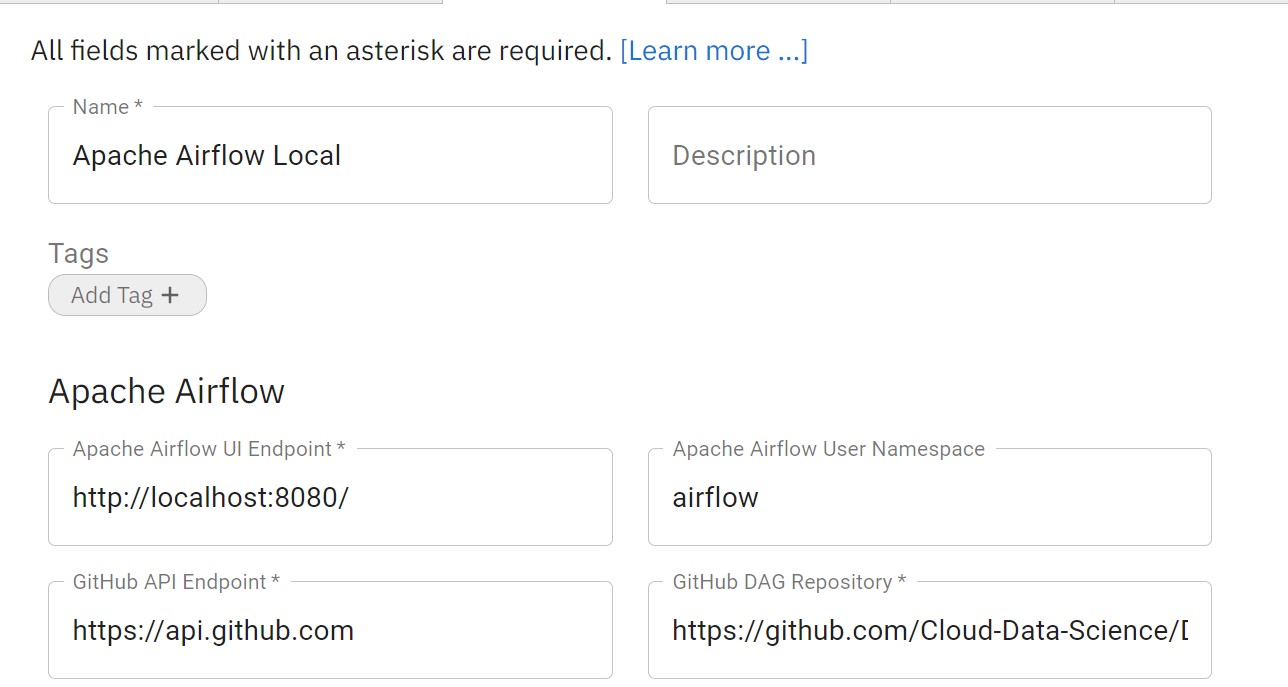 All fields marked with an asterisk are required. [Learn more ...]
Name *
Apache Airflow Local
Description
Tags
Add Tag +
Apache Airflow
Apache Airflow UI Endpoint *
Apache Airflow User Namespace
http://localhost:8080/
airflow
GitHub API Endpoint *
GitHub DAG Repository *
https://api.github.com
https://github.com/Cloud-Data-Science/